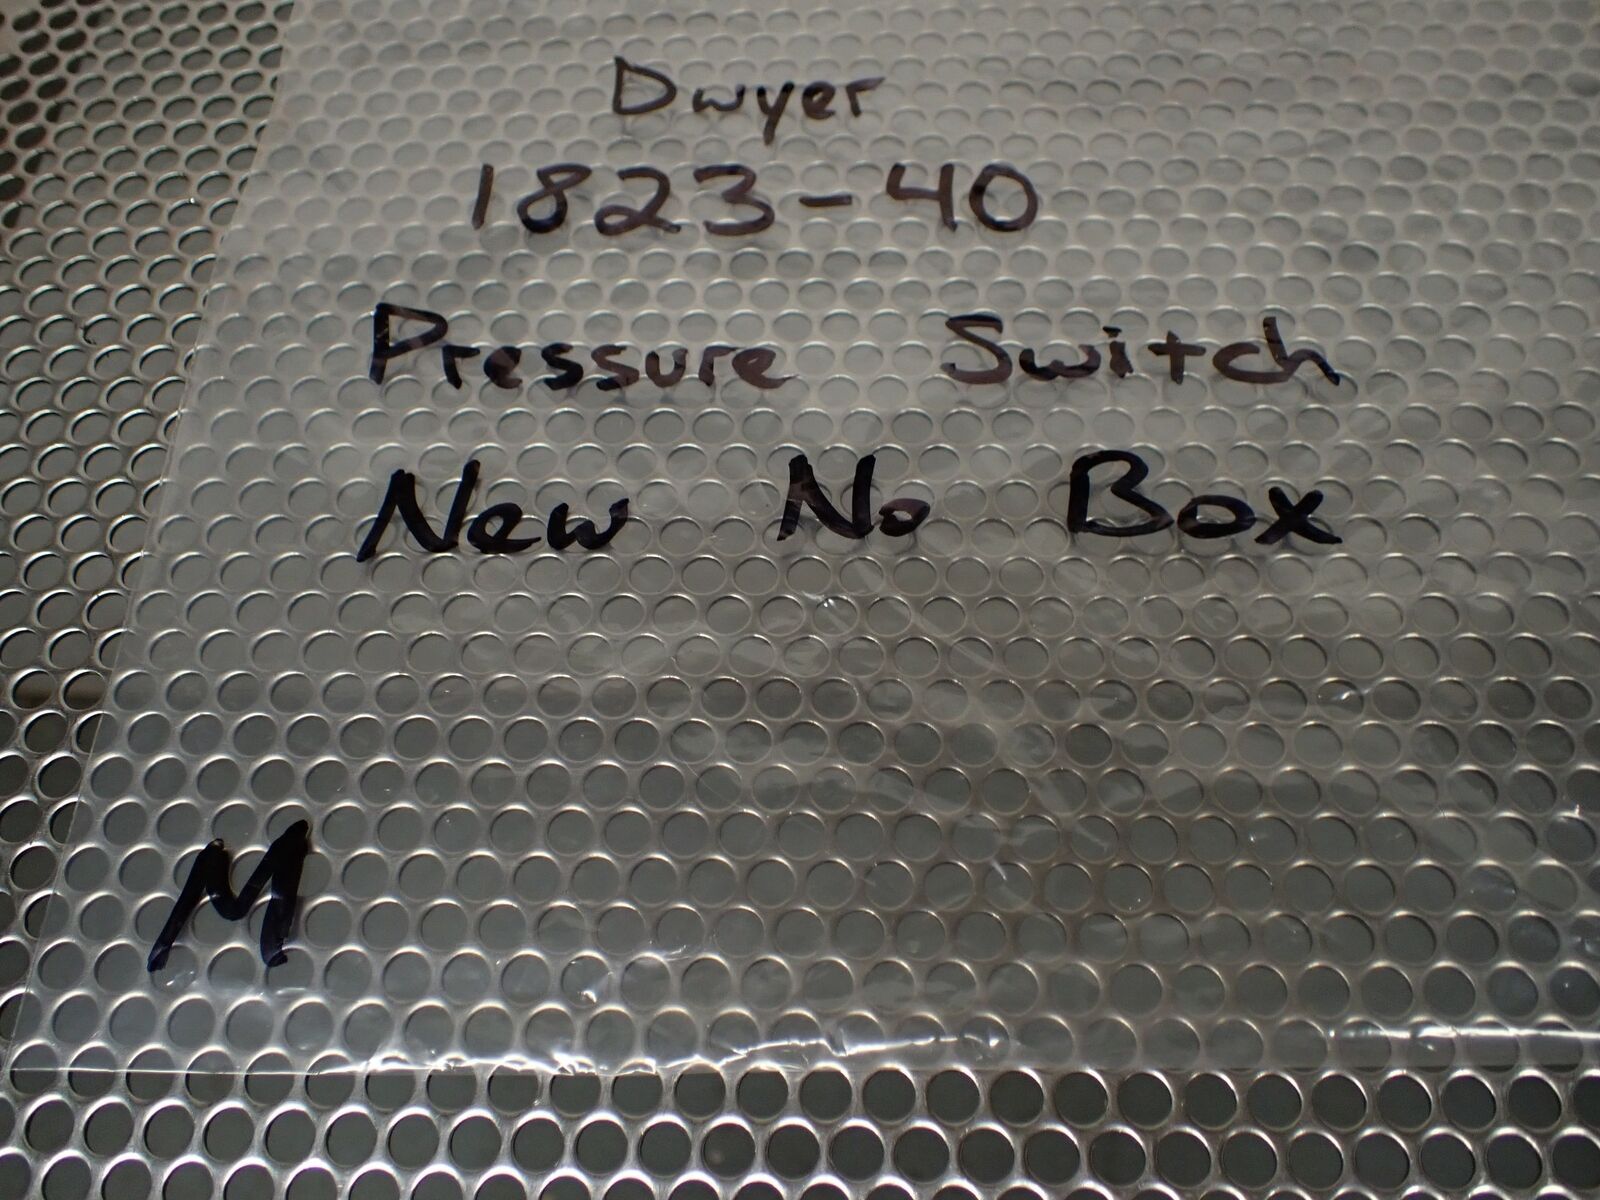 Dwyer
1823-40
Pressure Switch
New No Box
M